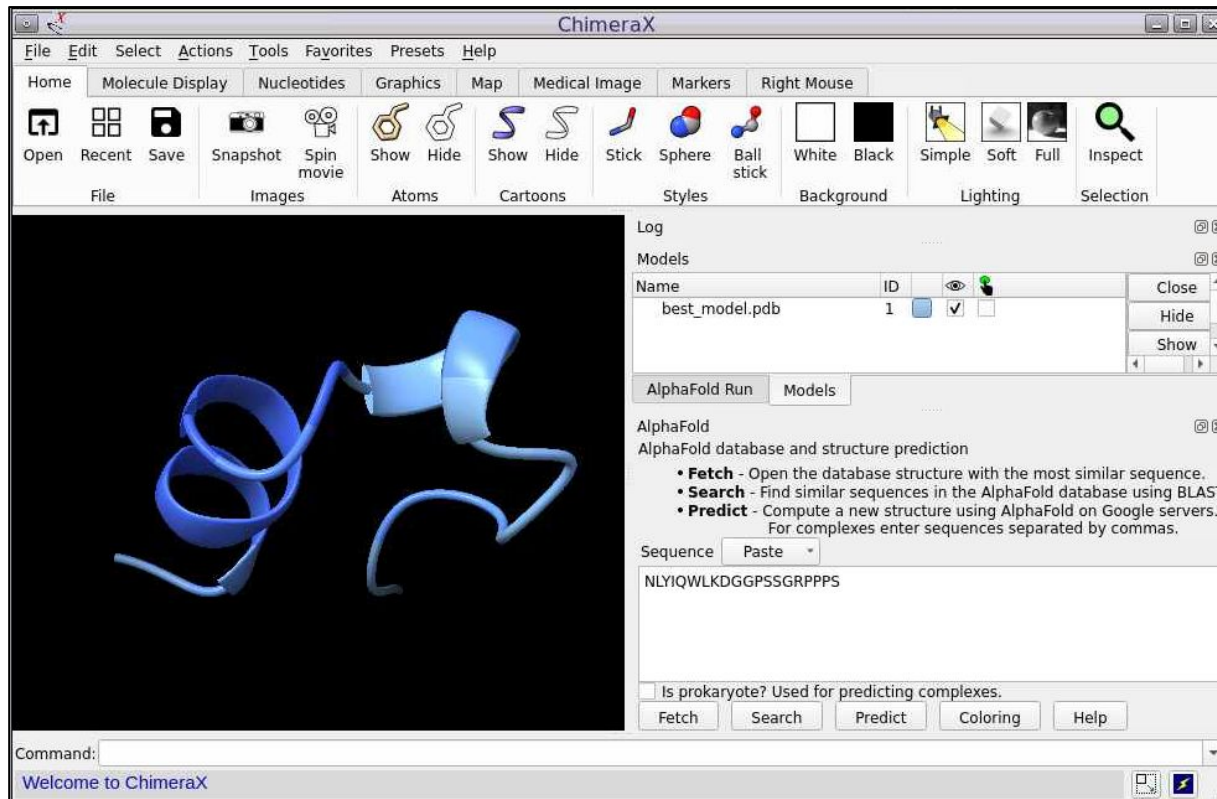 ChimeraX
File Edit Select Actions Tools Favorites Presets Help
Home Molecule Display Nucleotides Graphics Map Medical Image Markers Right Mouse
Open Recent Save Snapshot Spin movie Show Hide Show Hide Stick Sphere Ball stick White Black Simple Soft Full Inspect
File Images Atoms Cartoons Styles Background Lighting Selection
Log
Models
Name ID
best_model.pdb 1
Close
Hide
Show
AlphaFold Run Models
AlphaFold
AlphaFold database and structure prediction
• Fetch - Open the database structure with the most similar sequence.
• Search - Find similar sequences in the AlphaFold database using BLAST
• Predict - Compute a new structure using AlphaFold on Google servers.
For complexes enter sequences separated by commas.
Sequence Paste
NLYIQWLKDGGPSSGRPPPS
Is prokaryote? Used for predicting complexes.
Fetch Search Predict Coloring Help
Command:
Welcome to ChimeraX